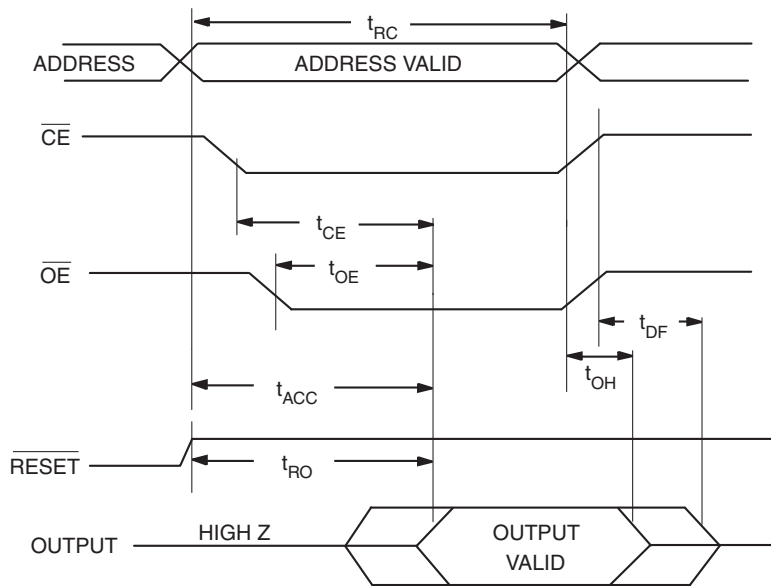 tRC
ADDRESS
ADDRESS VALID
CE
tCE
tOE
OE
tDF
tOH
tACC
RESET
tRO
OUTPUT
HIGH Z
OUTPUT
VALID